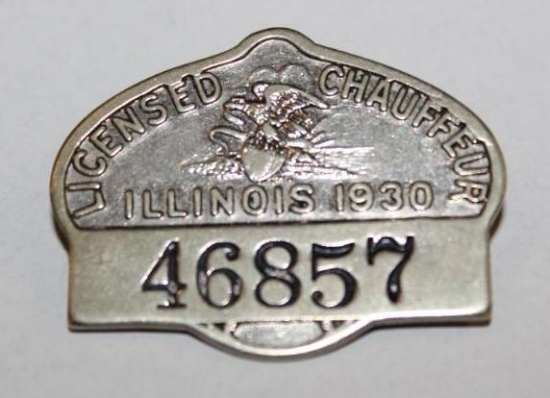 LICENSED CHAUFFEUR
ILLINOIS 1930
46857